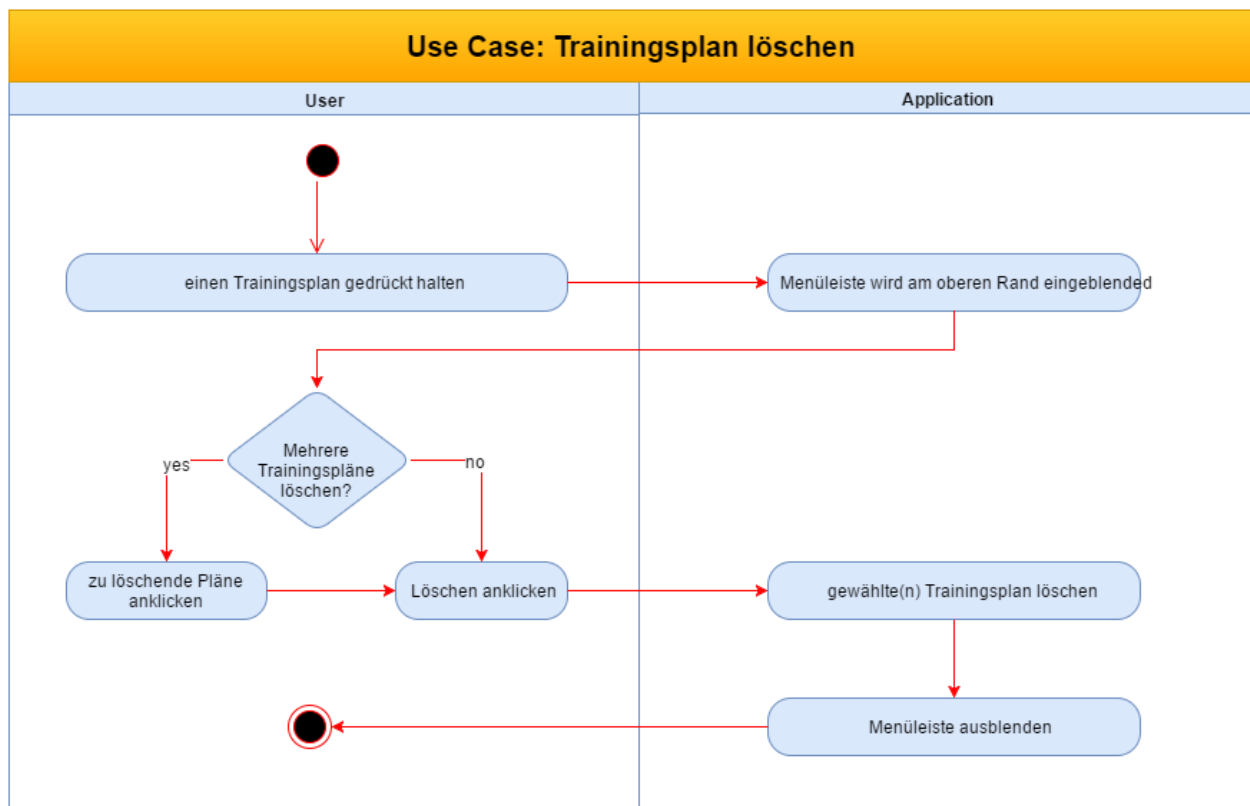 Use Case: Trainingsplan löschen
User
Application
einen Trainingsplan gedrückt halten
Menüleiste wird am oberen Rand eingeblended
Mehrere
Trainingspläne
löschen?
yes
no
zu löschende Pläne
anklicken
Löschen anklicken
gewählte(n) Trainingsplan löschen
Menüleiste ausblenden